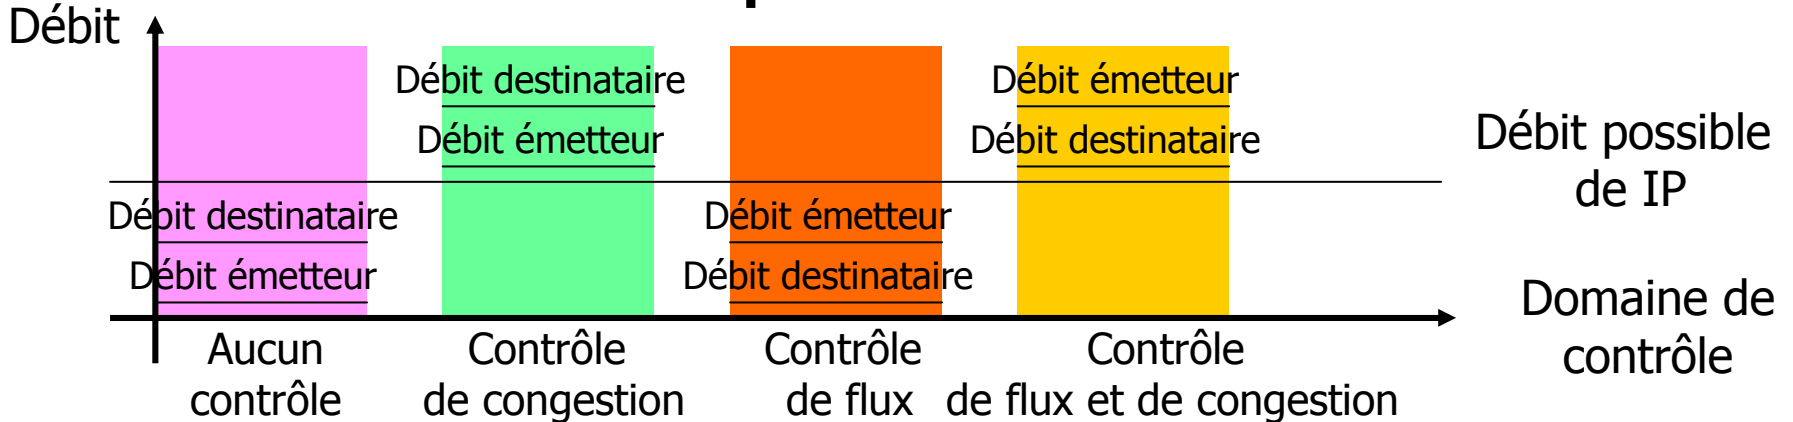 Débit
Débit destinataire
Débit émetteur
Débit émetteur
Débit destinataire
Débit possible
de IP
Débit destinataire
Débit émetteur
Débit émetteur
Débit destinataire
Domaine de
contrôle
Aucun
contrôle
Contrôle
de congestion
Contrôle
de flux
Contrôle
de flux et de congestion